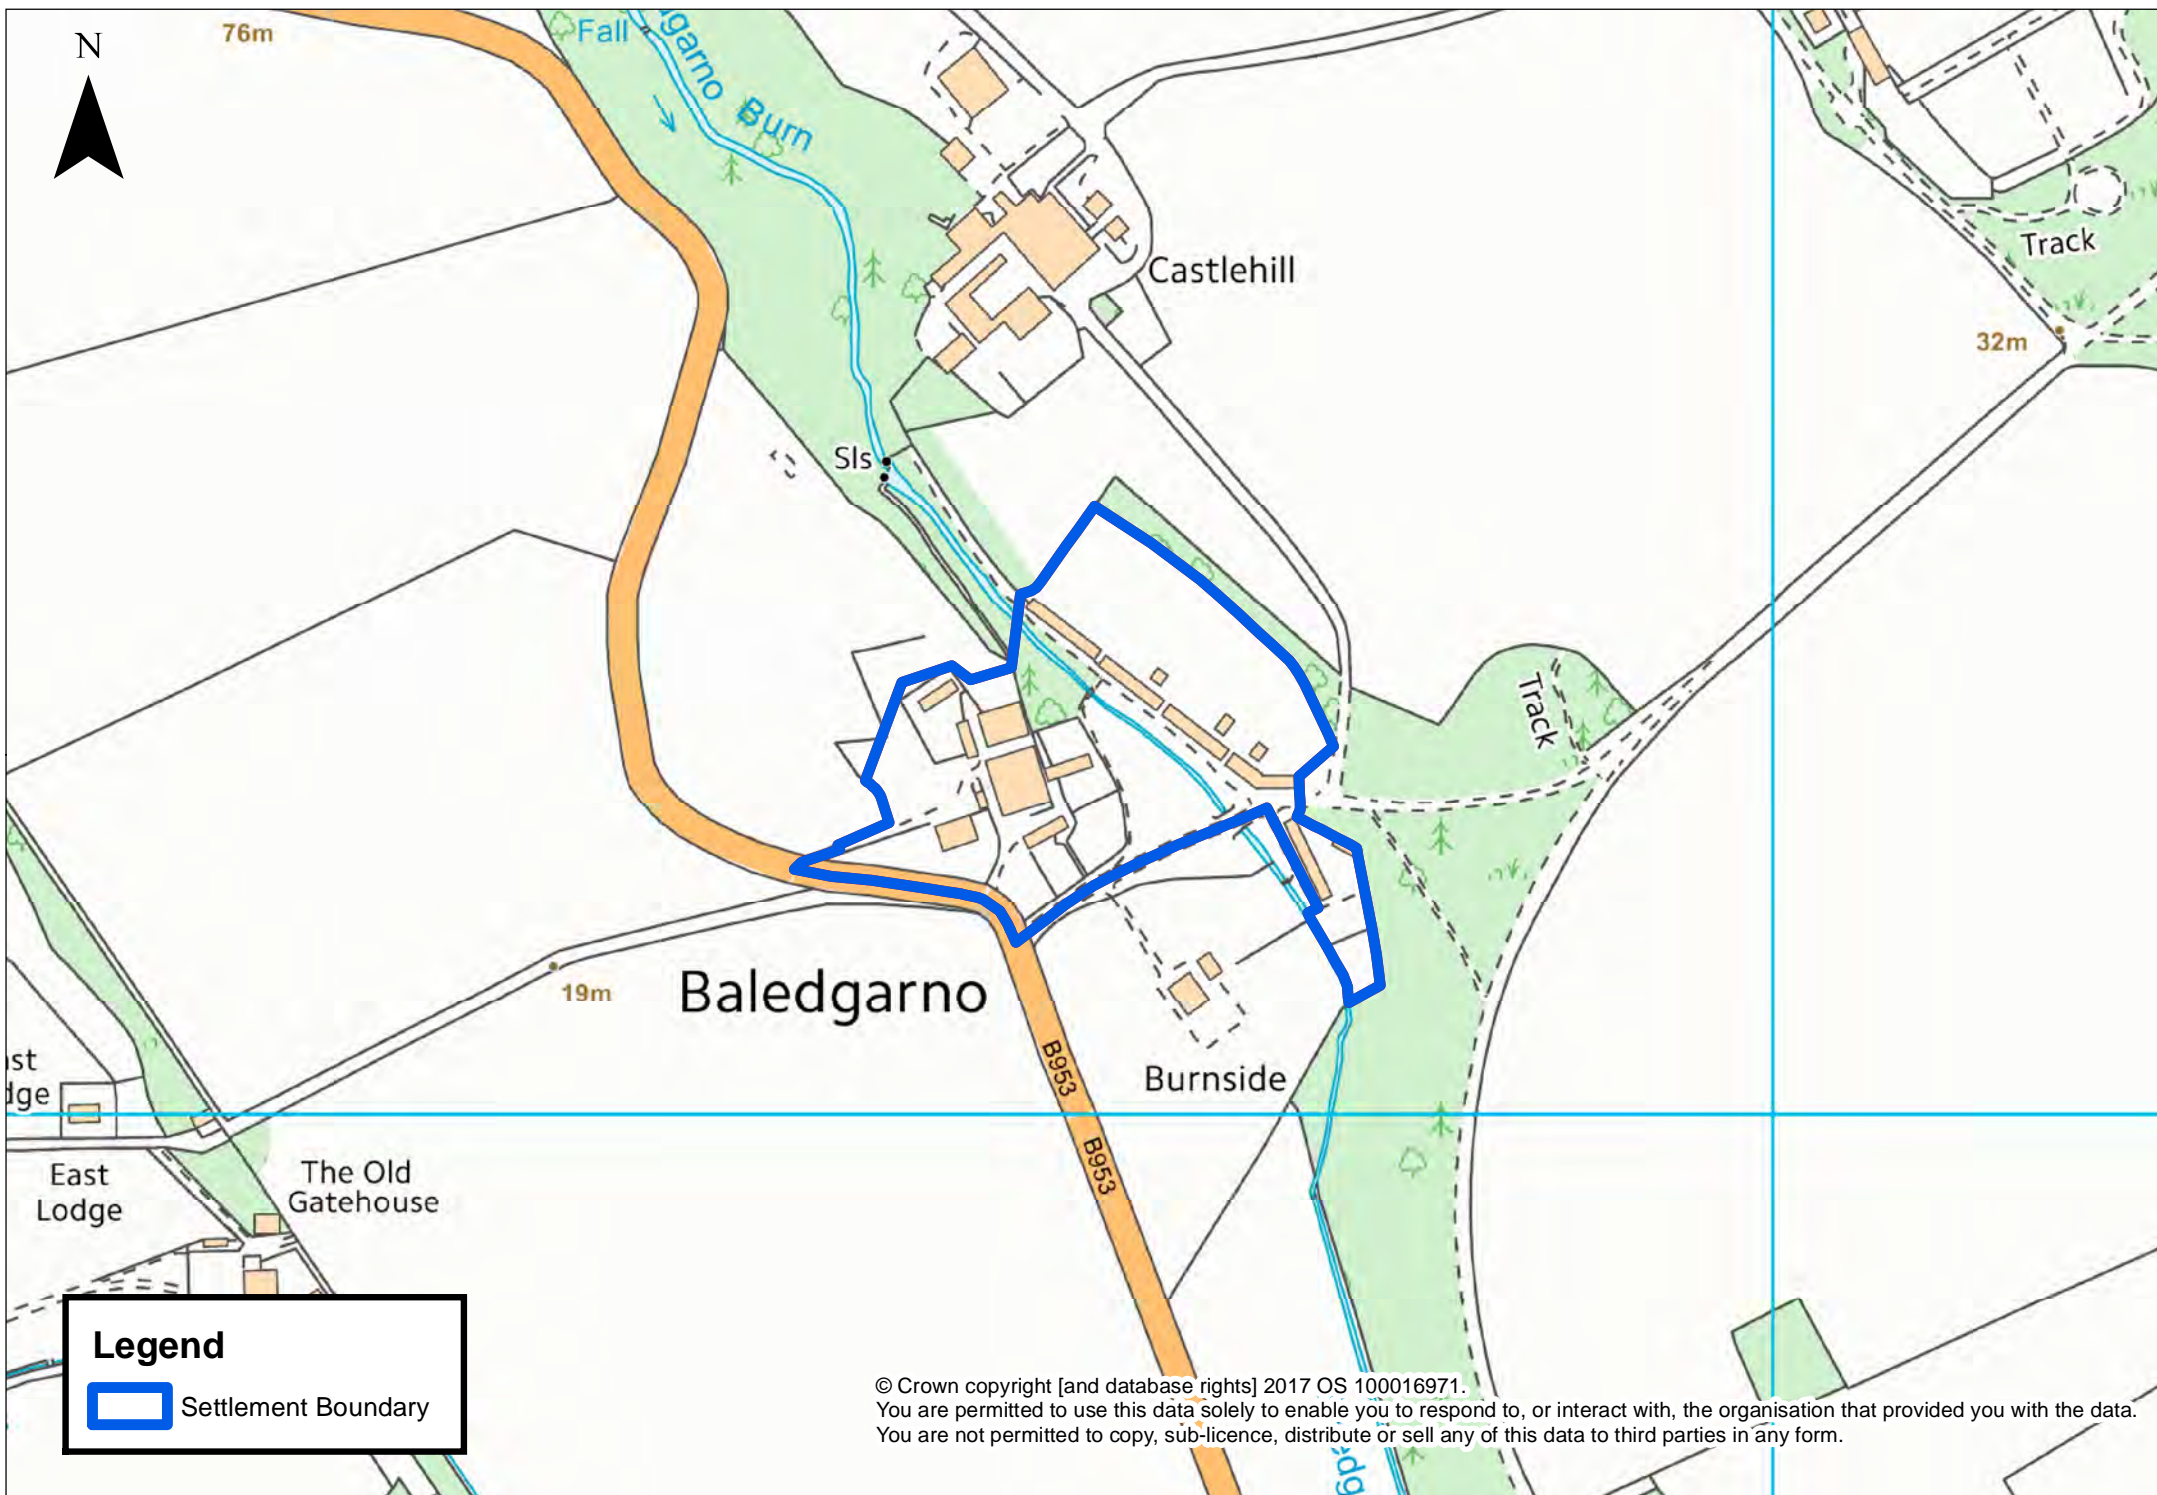 N
76m
Fall
garno Burn
Castlehill
Track
32m
Sls
Track
19m
Baledgarno
B953
Burnside
B953
East
Lodge
The Old
Gatehouse
Legend
Settlement Boundary
© Crown copyright [and database rights] 2017 OS 100016971.
You are permitted to use this data solely to enable you to respond to, or interact with, the organisation that provided you with the data.
You are not permitted to copy, sub-licence, distribute or sell any of this data to third parties in any form.